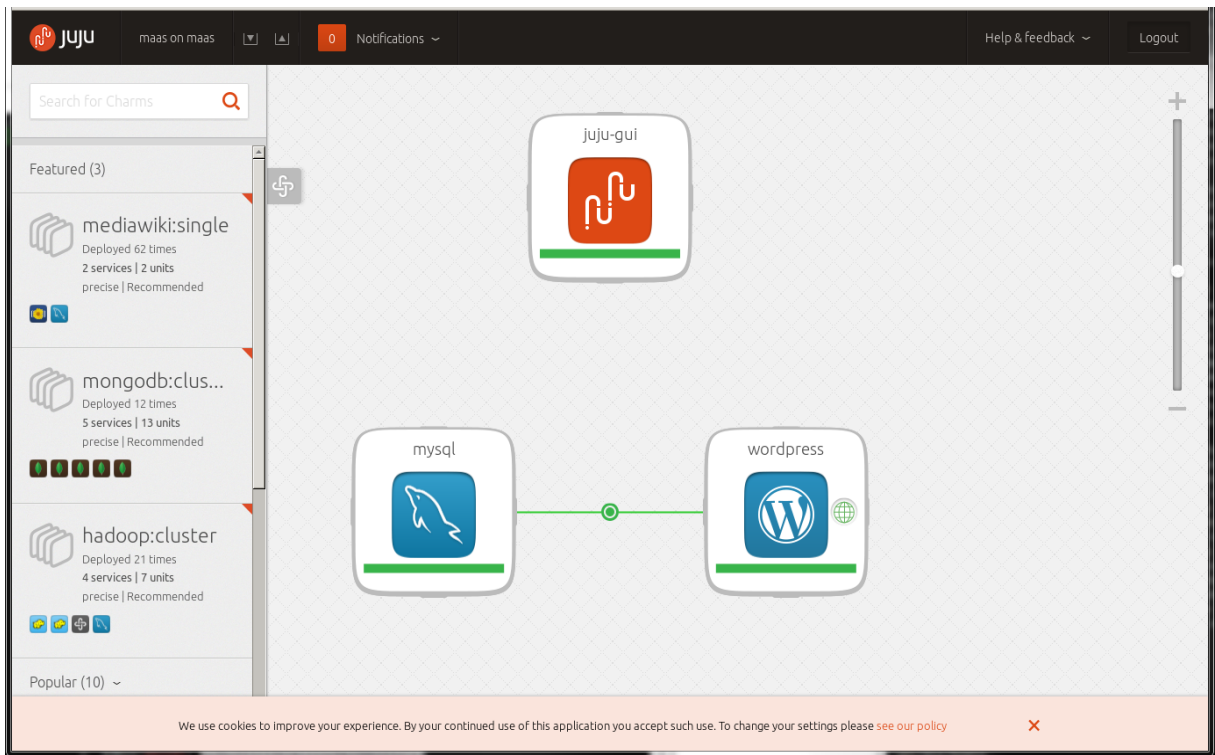 juju
maas on maas
0 Notifications
Help & feedback
Logout
Search for Charms
Featured (3)
mediawiki:single
Deployed 62 times
2 services | 2 units
precise | Recommended
mongodb:clus...
Deployed 12 times
5 services | 13 units
precise | Recommended
hadoop:cluster
Deployed 21 times
4 services | 7 units
precise | Recommended
Popular (10)
juju-gui
mysql
wordpress
We use cookies to improve your experience. By your continued use of this application you accept such use. To change your settings please see our policy